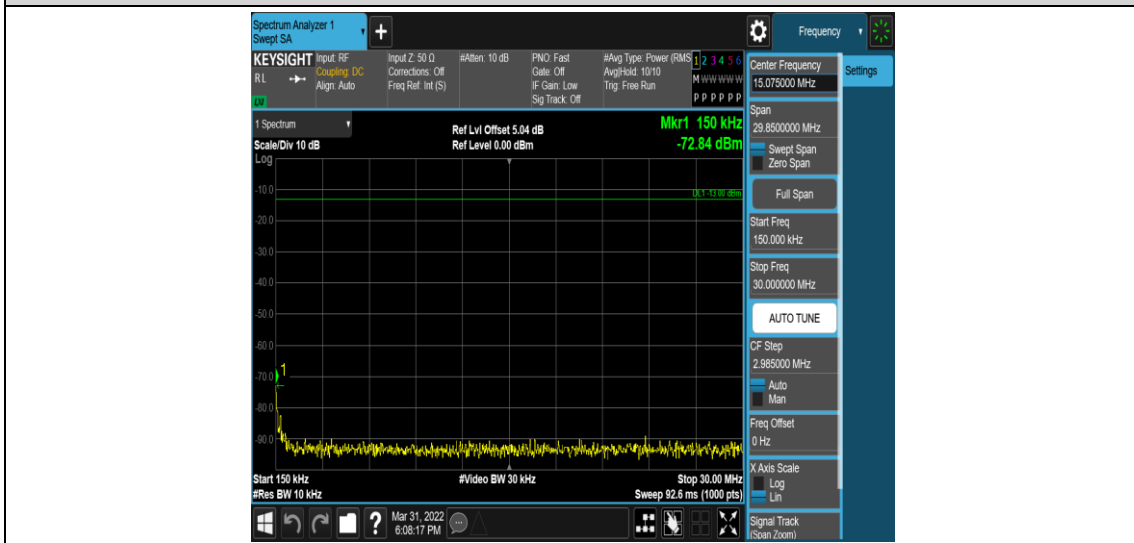 Spectrum Analyzer 1
Swept SA
+
Frequency
KEYSIGHT
RL
LXI
Input: RF
Coupling: DC
Align: Auto
Input Z: 50 Ω
Corrections: Off
Freq Ref: Int (S)
#Atten: 10 dB
PNO: Fast
Gate: Off
IF Gain: Low
Sig Track: Off
#Avg Type: Power (RMS
Avg|Hold: 10/10
Trig: Free Run
1 2 3 4 5 6
M W W W W W
P P P P P P
1 Spectrum
Scale/Div 10 dB
Ref Lvl Offset 5.04 dB
Ref Level 0.00 dBm
Mkr1 150 kHz
-72.84 dBm
Log
DL1 -13.00 dBm
-10.0
-20.0
-30.0
-40.0
-50.0
-60.0
-70.0
-80.0
-90.0
1
Start 150 kHz
#Res BW 10 kHz
#Video BW 30 kHz
Stop 30.00 MHz
Sweep 92.6 ms (1000 pts)
?
Mar 31, 2022
6:08:17 PM
Center Frequency
15.075000 MHz
Settings
Span
29.8500000 MHz
Swept Span
Zero Span
Full Span
Start Freq
150.000 kHz
Stop Freq
30.000000 MHz
AUTO TUNE
CF Step
2.985000 MHz
Auto
Man
Freq Offset
0 Hz
X Axis Scale
Log
Lin
Signal Track
(Span Zoom)